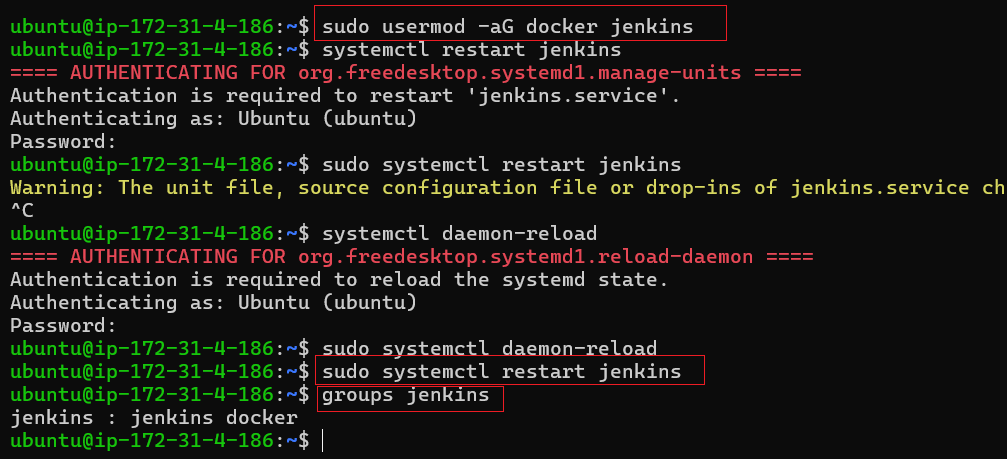 ubuntu@ip-172-31-4-186:~$ sudo usermod -aG docker jenkins
ubuntu@ip-172-31-4-186:~$ systemctl restart jenkins
==== AUTHENTICATING FOR org.freedesktop.systemd1.manage-units ====
Authentication is required to restart 'jenkins.service'.
Authenticating as: Ubuntu (ubuntu)
Password:
ubuntu@ip-172-31-4-186:~$ sudo systemctl restart jenkins
Warning: The unit file, source configuration file or drop-ins of jenkins.service ch
^C
ubuntu@ip-172-31-4-186:~$ systemctl daemon-reload
==== AUTHENTICATING FOR org.freedesktop.systemd1.reload-daemon ====
Authentication is required to reload the systemd state.
Authenticating as: Ubuntu (ubuntu)
Password:
ubuntu@ip-172-31-4-186:~$ sudo systemctl daemon-reload
ubuntu@ip-172-31-4-186:~$ sudo systemctl restart jenkins
ubuntu@ip-172-31-4-186:~$ groups jenkins
jenkins : jenkins docker
ubuntu@ip-172-31-4-186:~$